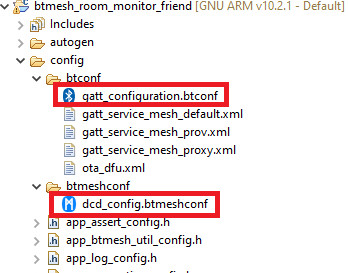 btmesh_room_monitor_friend [GNU ARM v10.2.1 - Default]
Includes
autogen
config
btconf
gatt_configuration.btconf
gatt_service_mesh_default.xml
gatt_service_mesh_prov.xml
gatt_service_mesh_proxy.xml
ota_dfu.xml
btmeshconf
dcd_config.btmeshconf
app_assert_config.h
app_btmesh_util_config.h
app_log_config.h